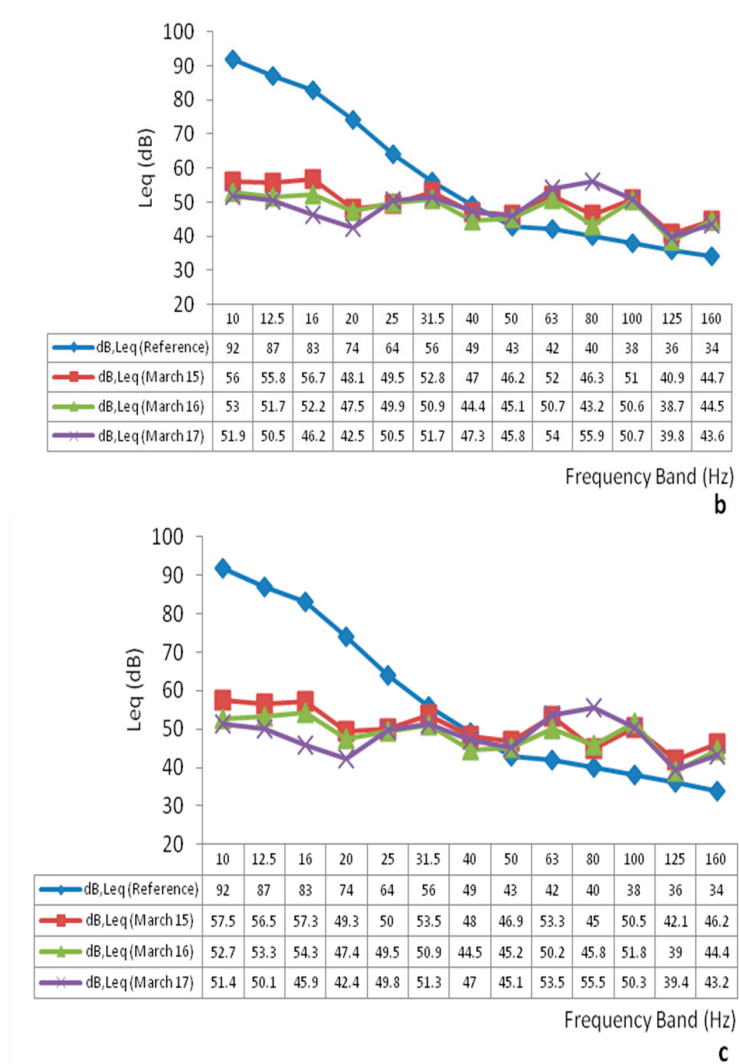 100
90
80
70
60
50
40
30
20
Leq (dB)
10 12.5 16 20 25 31.5 40 50 63 80 100 125 160
dB,Leq (Reference) 92 87 83 74 64 56 49 43 42 40 38 36 34
dB,Leq (March 15) 56 55.8 56.7 48.1 49.5 52.8 47 46.2 52 46.3 51 40.9 44.7
dB,Leq (March 16) 53 51.7 52.2 47.5 49.9 50.9 44.4 45.1 50.7 43.2 50.6 38.7 44.5
dB,Leq (March 17) 51.9 50.5 46.2 42.5 50.5 51.7 47.3 45.8 54 55.9 50.7 39.8 43.6
Frequency Band (Hz)
b
100
90
80
70
60
50
40
30
20
Leq (dB)
10 12.5 16 20 25 31.5 40 50 63 80 100 125 160
dB,Leq (Reference) 92 87 83 74 64 56 49 43 42 40 38 36 34
dB,Leq (March 15) 57.5 56.5 57.3 49.3 50 53.5 48 46.9 53.3 45 50.5 42.1 46.2
dB,Leq (March 16) 52.7 53.3 54.3 47.4 49.5 50.9 44.5 45.2 50.2 45.8 51.8 39 44.4
dB,Leq (March 17) 51.4 50.1 45.9 42.4 49.8 51.3 47 45.1 53.5 55.5 50.3 39.4 43.2
Frequency Band (Hz)
c